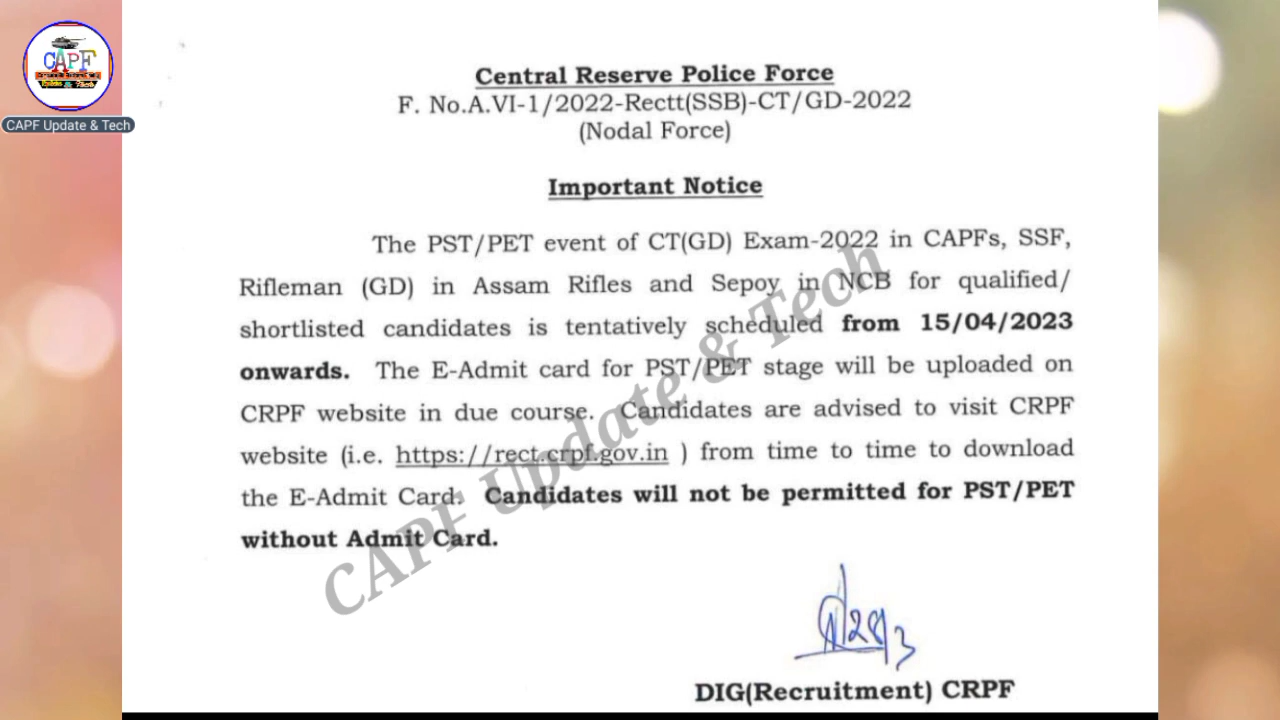 CAPF
CAPF Update & Tech
Central Reserve Police Force
F. No.A.VI-1/2022-Rectt(SSB)-CT/GD-2022
(Nodal Force)
Important Notice
The PST/PET event of CT(GD) Exam-2022 in CAPFs, SSF,
Rifleman (GD) in Assam Rifles and Sepoy in NCB for qualified/
shortlisted candidates is tentatively scheduled from 15/04/2023
onwards. The E-Admit card for PST/PET stage will be uploaded on
CRPF website in due course. Candidates are advised to visit CRPF
website (i.e. https://rect.crpf.gov.in ) from time to time to download
the E-Admit Card. Candidates will not be permitted for PST/PET
without Admit Card.
CAPF Update & Tech
28/3
DIG(Recruitment) CRPF